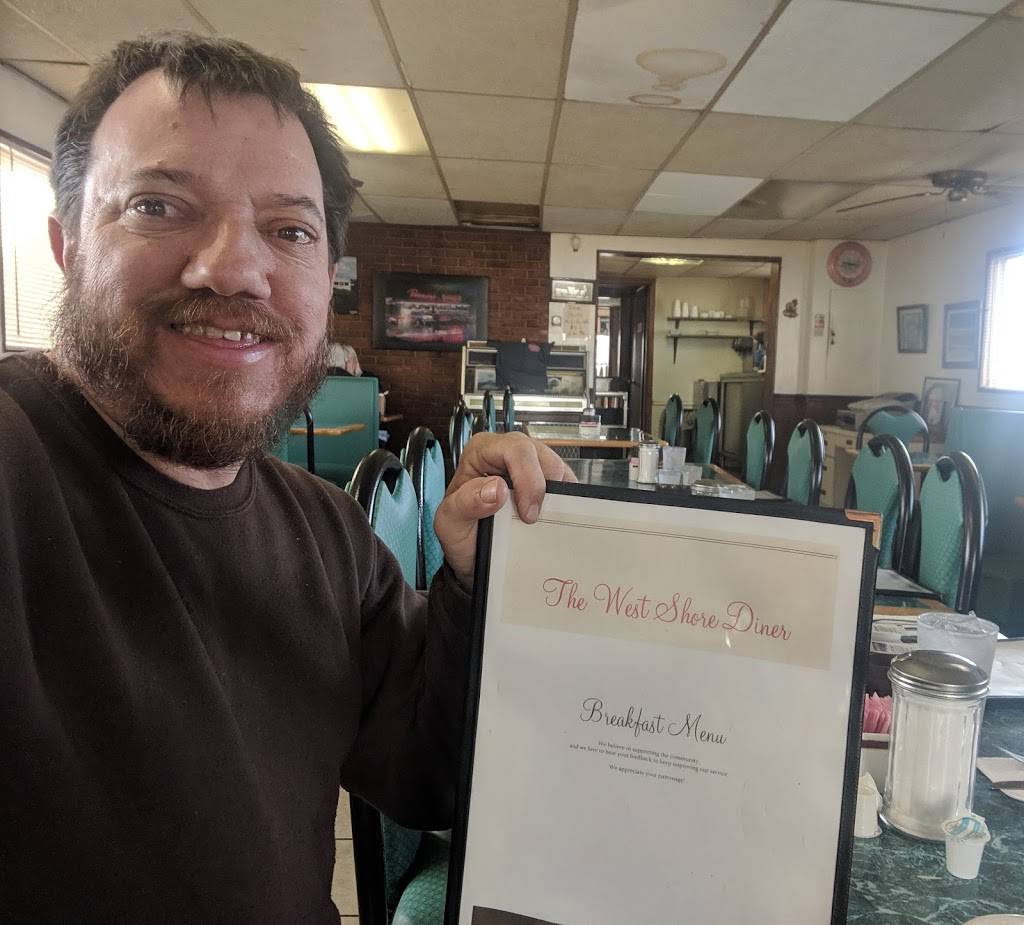 The West Shore Diner
Breakfast Menu
We believe in supporting the community,
and we love to hear your feedback to keep improving our service
We appreciate your patronage!